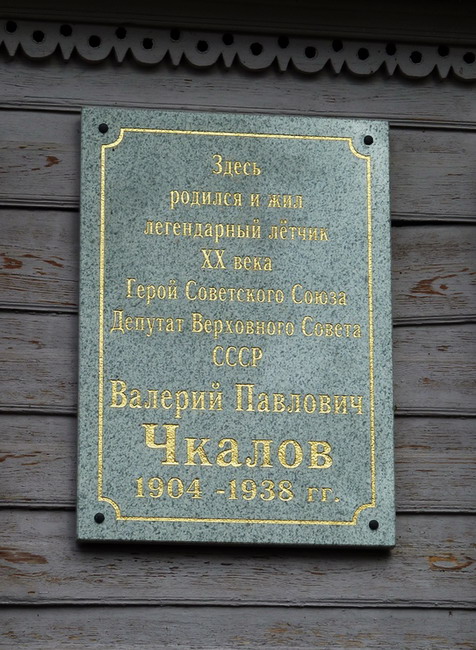 Здесь
родился и жил
легендарный лётчик
XX века
Герой Советского Союза
Депутат Верховного Совета
СССР
Валерий Павлович
Чкалов
1904 -1938 гг.